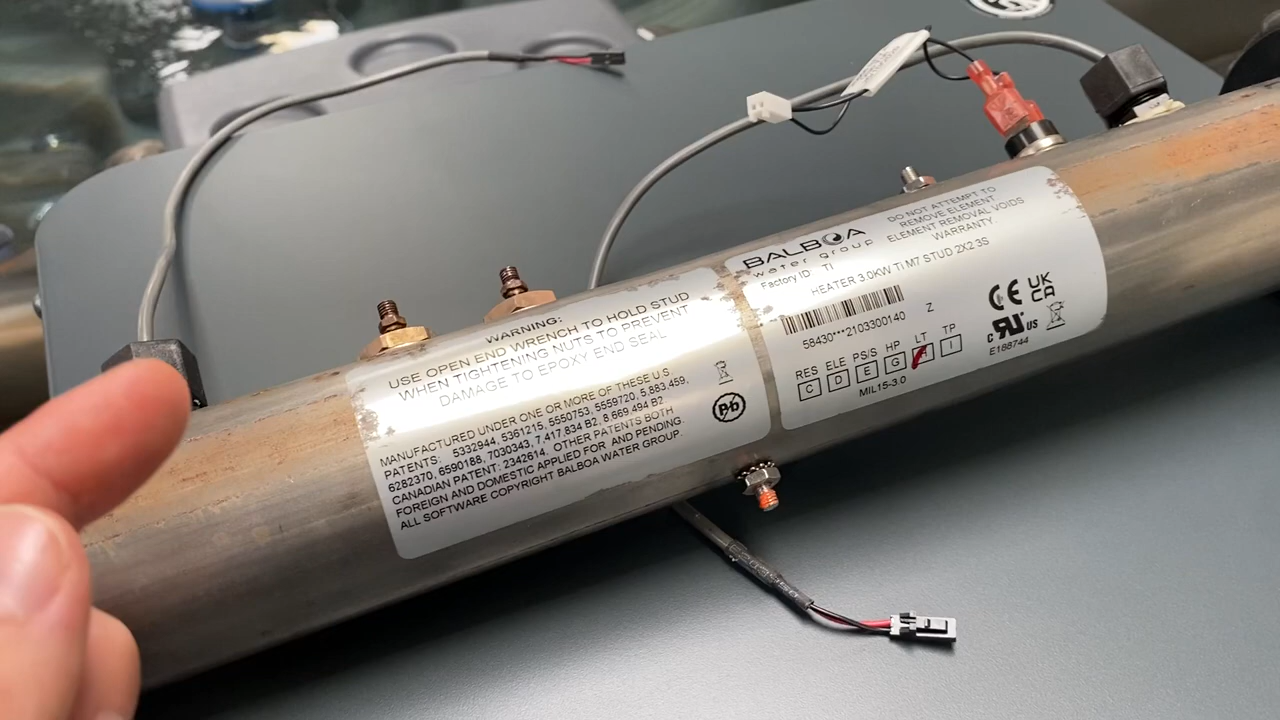 WARNING:
USE OPEN END WRENCH TO HOLD STUD
WHEN TIGHTENING NUTS TO PREVENT
DAMAGE TO EPOXY END SEAL
MANUFACTURED UNDER ONE OR MORE OF THESE U.S.
PATENTS: 5332944, 5361215, 5550753, 5559720, 5,883,459,
6282370, 6590188, 7030343, 7,417,834 B2, 8,669,494 B2
CANADIAN PATENT: 2342614. OTHER PATENTS BOTH
FOREIGN AND DOMESTIC APPLIED FOR AND PENDING.
ALL SOFTWARE COPYRIGHT BALBOA WATER GROUP.
Pb
BALBOA
water group
DO NOT ATTEMPT TO
REMOVE ELEMENT
ELEMENT REMOVAL VOIDS
WARRANTY.
Factory ID TI
HEATER 3.0KW Ti M7 STUD 2X2 3S
58430***2103300140
Z
RES ELE PS/S HP LT TP
C D E G I
MIL15-3.0
CE UK CA
c RU US
E188744